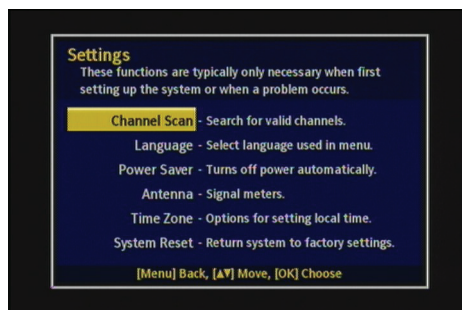 Settings
These functions are typically only necessary when first
setting up the system or when a problem occurs.
Channel Scan - Search for valid channels.
Language - Select language used in menu.
Power Saver - Turns off power automatically.
Antenna - Signal meters.
Time Zone - Options for setting local time.
System Reset - Return system to factory settings.
[Menu] Back, [▲▼] Move, [OK] Choose